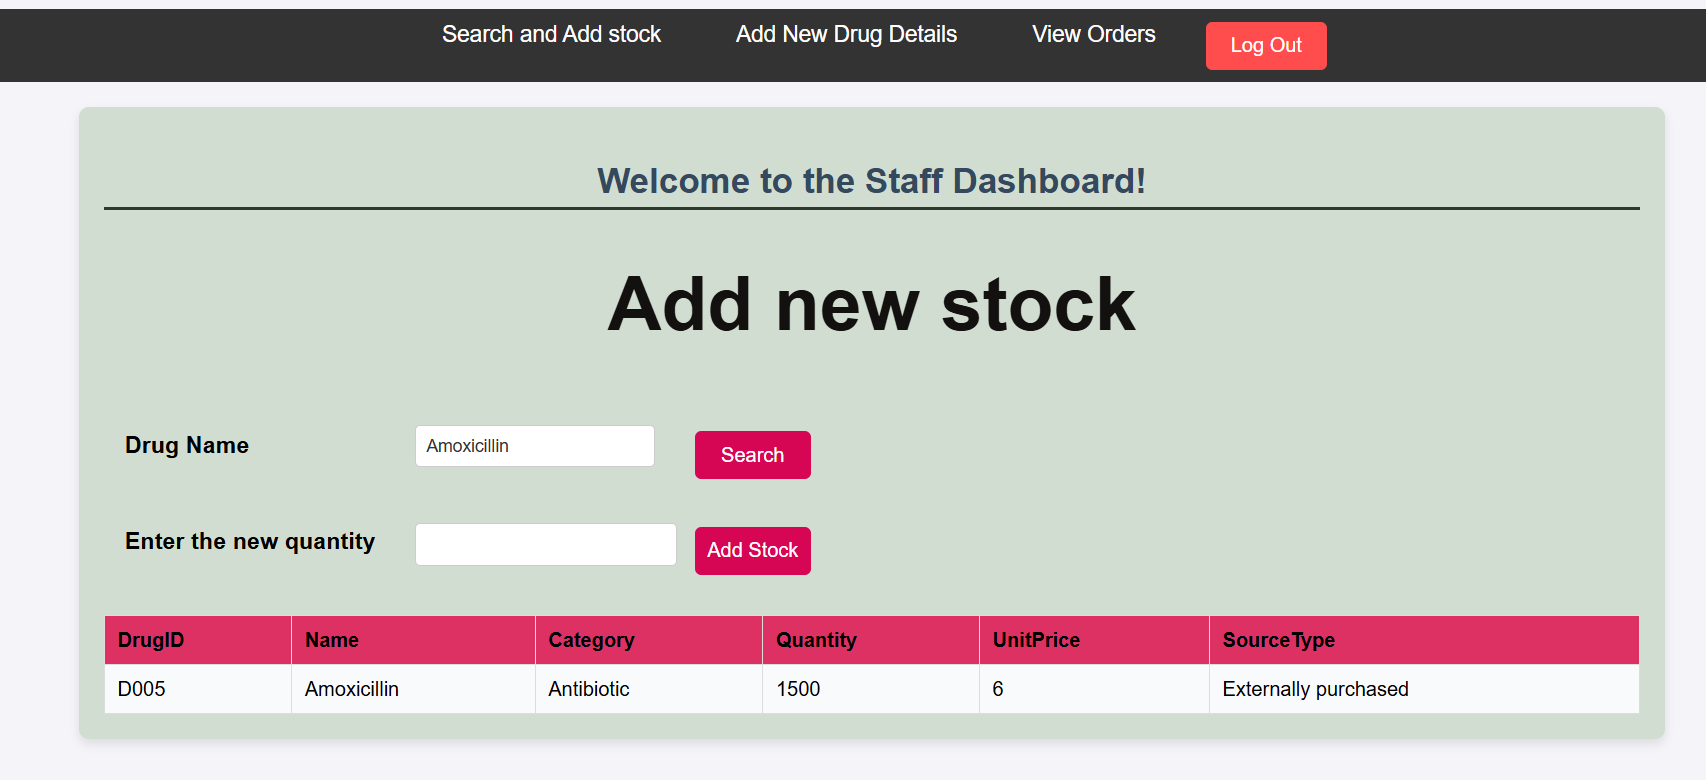 Search and Add stock Add New Drug Details View Orders Log Out
Welcome to the Staff Dashboard!
Add new stock
Drug Name Amoxicillin Search
Enter the new quantity Add Stock
DrugID Name Category Quantity UnitPrice SourceType
D005 Amoxicillin Antibiotic 1500 6 Externally purchased